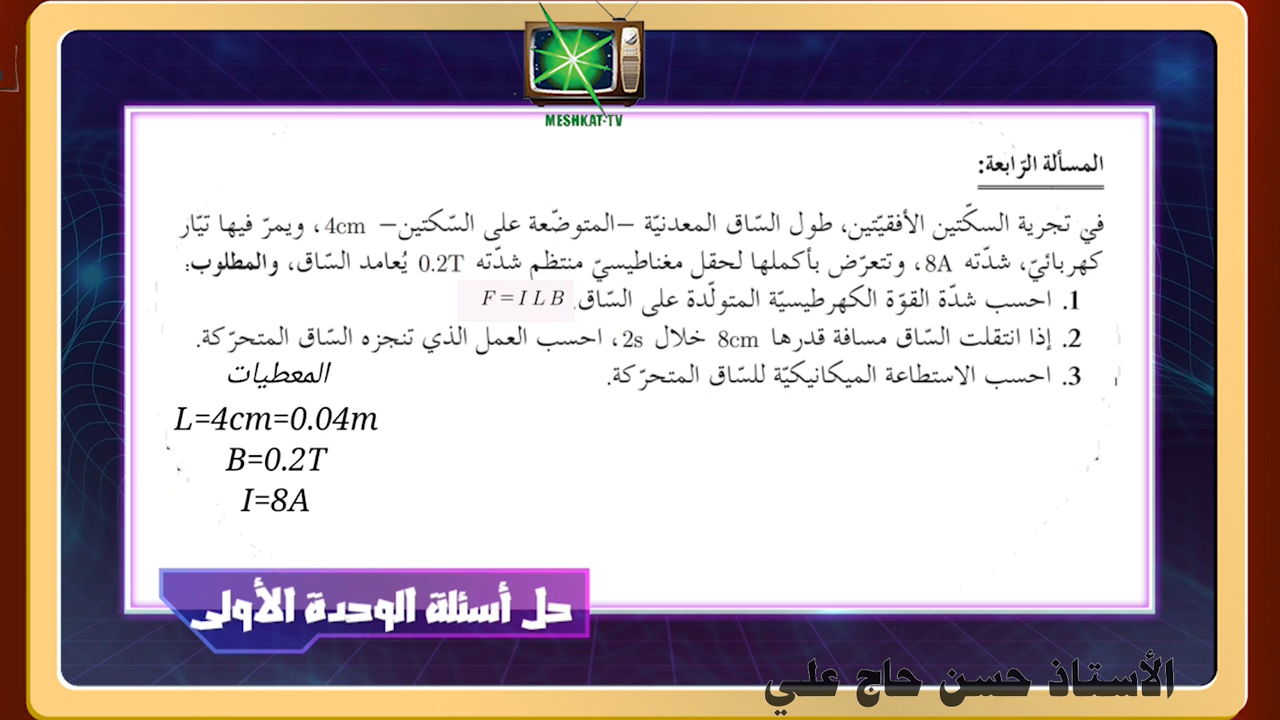 MESHKAT-TV
المسألة الرّابعة:
في تجربة السكّتين الأفقيّتين، طول السّاق المعدنيّة –المتوضّعة على السّكتين– 4cm، ويمرّ فيها تيّار
كهربائيّ، شدّته 8A، وتتعرّض بأكملها لحقل مغناطيسيّ منتظم شدّته 0.2T يُعامد السّاق، والمطلوب:
1. احسب شدّة القوّة الكهرطيسيّة المتولّدة على السّاق. F = I L B
2. إذا انتقلت السّاق مسافة قدرها 8cm خلال 2s، احسب العمل الذي تنجزه السّاق المتحرّكة.
3. احسب الاستطاعة الميكانيكيّة للسّاق المتحرّكة.
المعطيات
L=4cm=0.04m
B=0.2T
I=8A
حل أسئلة الوحدة الأولى
الأستاذ حسن حاج علي